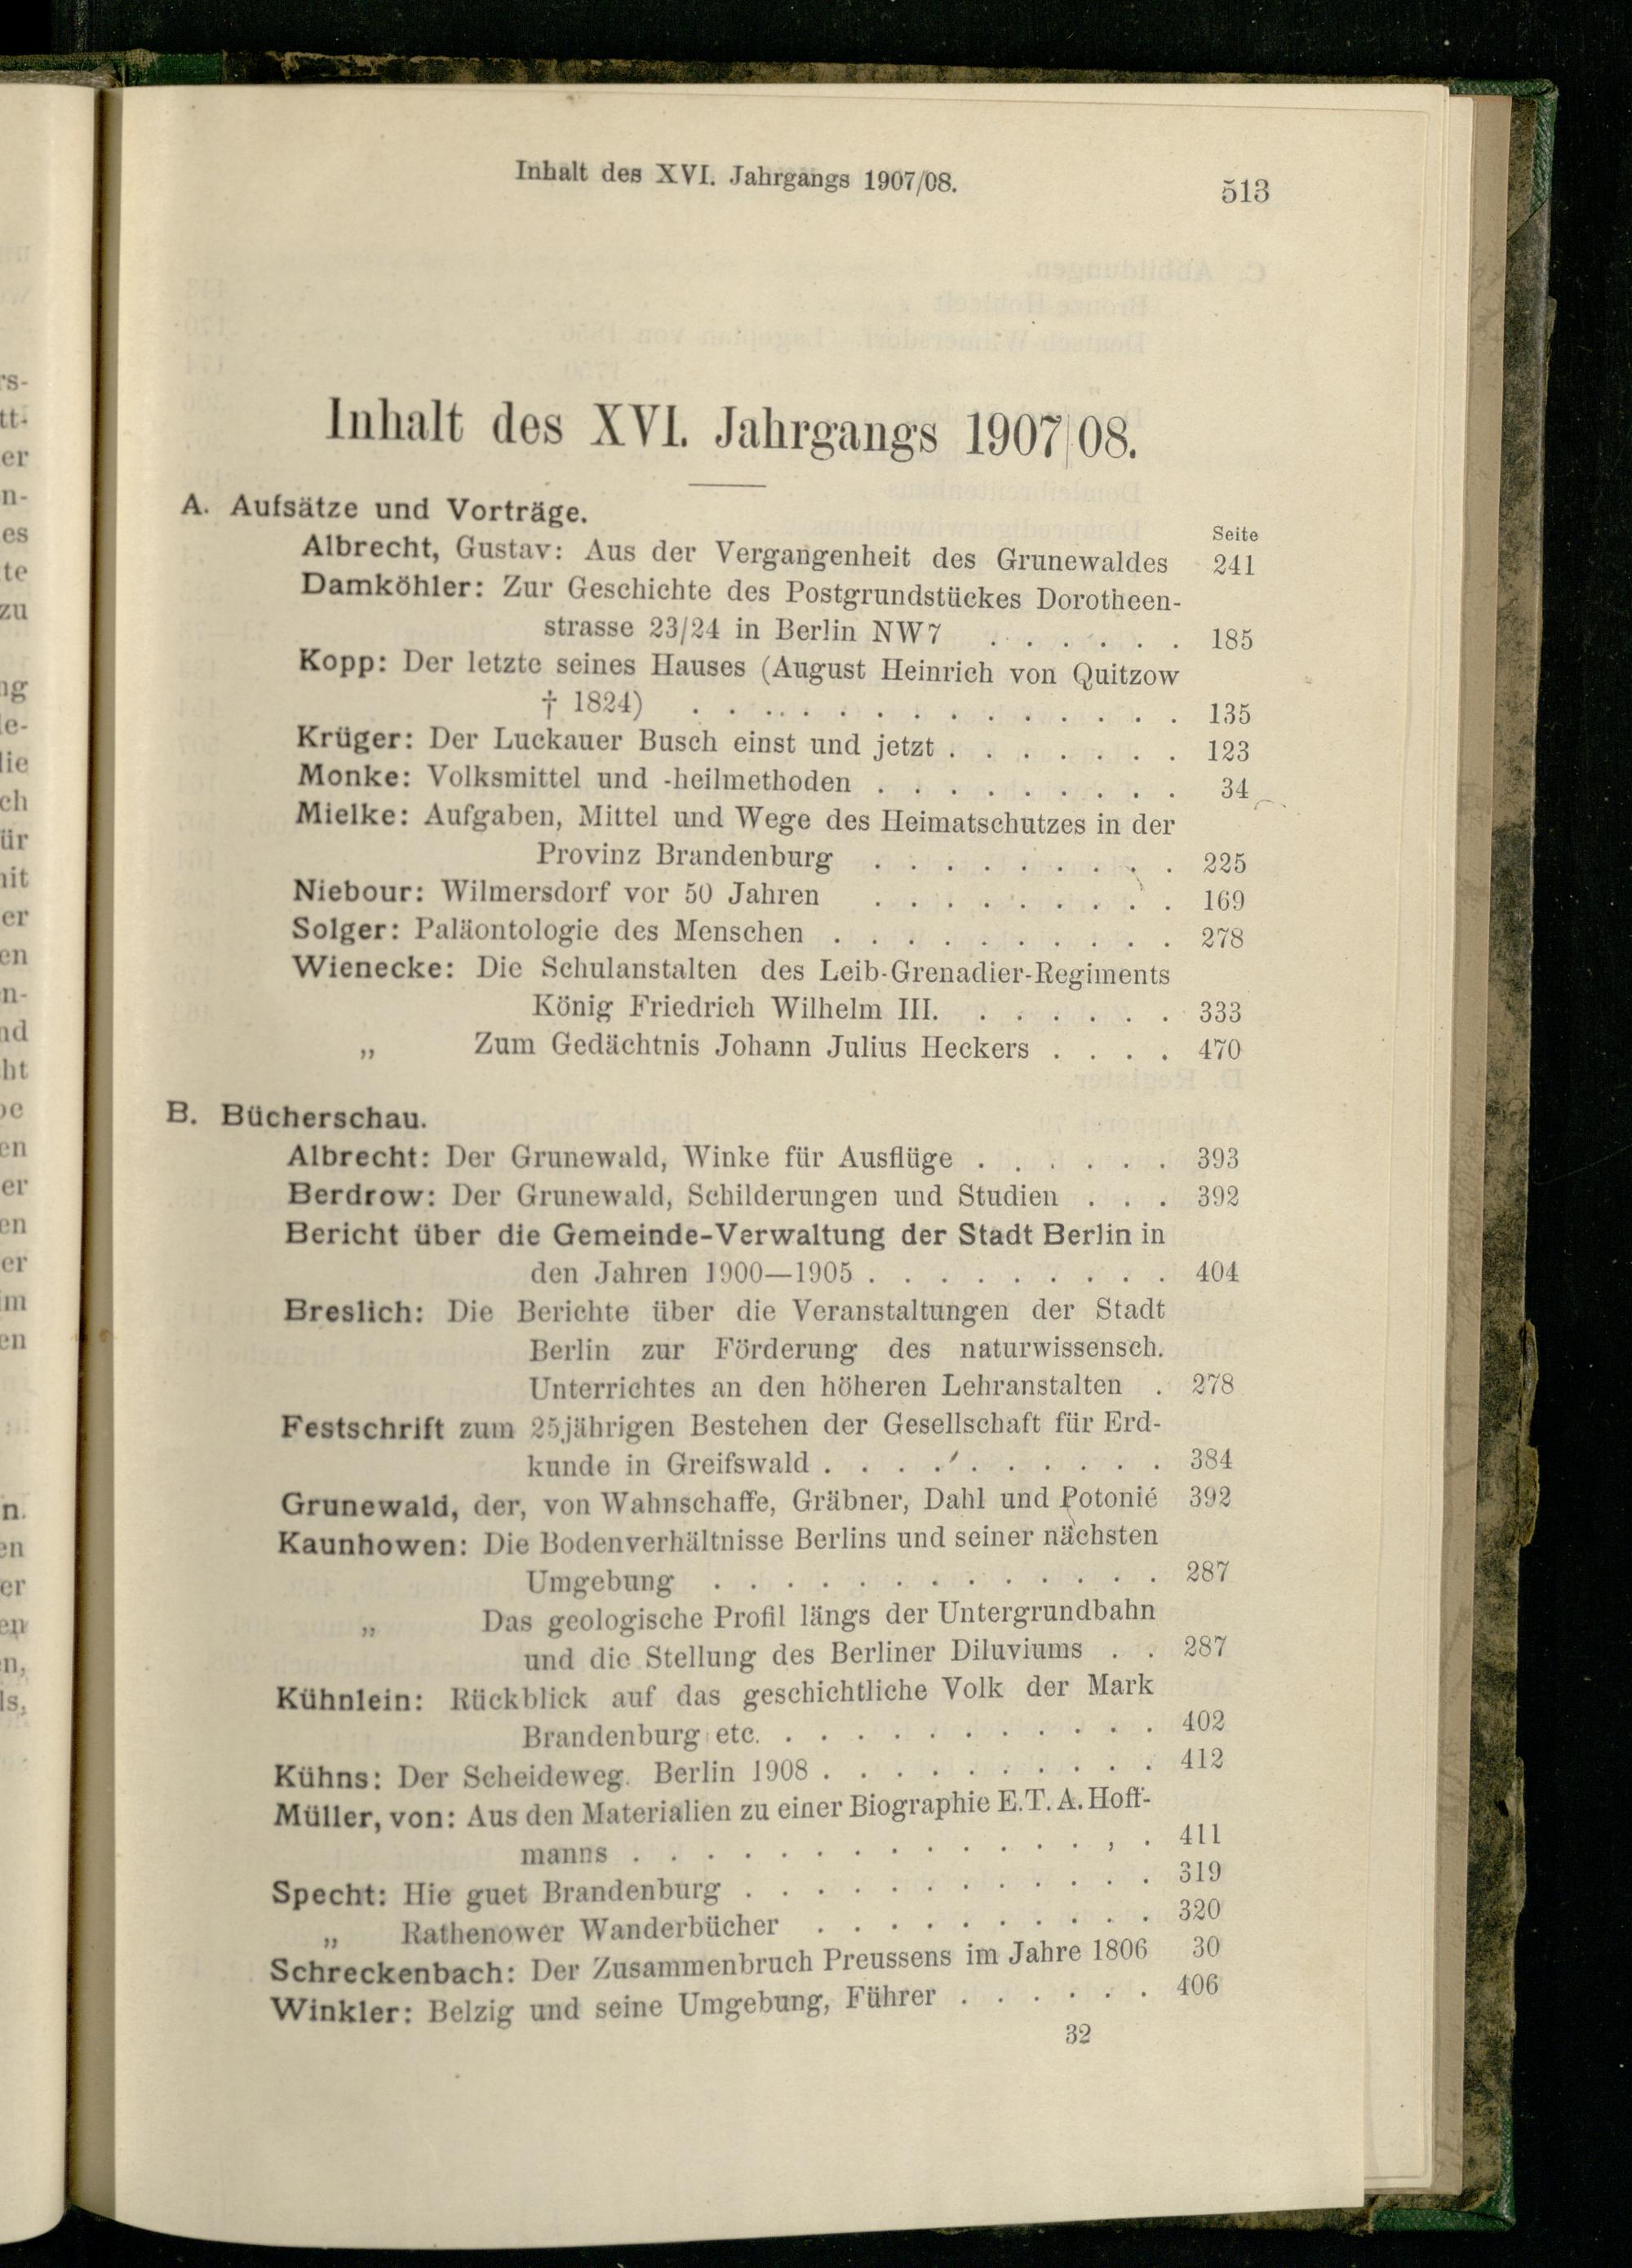 Inhalt des XVI. Jahrgangs 1907/08.
513
Inhalt des XVI. Jahrgangs 1907/08.
A. Aufsätze und Vorträge.
Seite
Albrecht, Gustav: Aus der Vergangenheit des Grunewaldes 241
Damköhler: Zur Geschichte des Postgrundstückes Dorotheen-
strasse 23/24 in Berlin NW 7 . . . . . . 185
Kopp: Der letzte seines Hauses (August Heinrich von Quitzow
† 1824) . . . . . . . . . . . . . . 135
Krüger: Der Luckauer Busch einst und jetzt . . . . . . . 123
Monke: Volksmittel und -heilmethoden . . . . . . . . . 34
Mielke: Aufgaben, Mittel und Wege des Heimatschutzes in der
Provinz Brandenburg . . . . . . . . . 225
Niebour: Wilmersdorf vor 50 Jahren . . . . . . . . . 169
Solger: Paläontologie des Menschen . . . . . . . . . . 278
Wienecke: Die Schulanstalten des Leib-Grenadier-Regiments
König Friedrich Wilhelm III. . . . . . . 333
„ Zum Gedächtnis Johann Julius Heckers . . . . 470
B. Bücherschau.
Albrecht: Der Grunewald, Winke für Ausflüge . . . . . . 393
Berdrow: Der Grunewald, Schilderungen und Studien . . . 392
Bericht über die Gemeinde-Verwaltung der Stadt Berlin in
den Jahren 1900—1905 . . . . . . . . . 404
Breslich: Die Berichte über die Veranstaltungen der Stadt
Berlin zur Förderung des naturwissensch.
Unterrichtes an den höheren Lehranstalten . 278
Festschrift zum 25jährigen Bestehen der Gesellschaft für Erd-
kunde in Greifswald . . . . . . . . . . 384
Grunewald, der, von Wahnschaffe, Gräbner, Dahl und Potonié 392
Kaunhowen: Die Bodenverhältnisse Berlins und seiner nächsten
Umgebung . . . . . . . . . . . . . 287
„ Das geologische Profil längs der Untergrundbahn
und die Stellung des Berliner Diluviums . . 287
Kühnlein: Rückblick auf das geschichtliche Volk der Mark
Brandenburg etc. . . . . . . . . . . . 402
Kühns: Der Scheideweg. Berlin 1908 . . . . . . . . . . 412
Müller, von: Aus den Materialien zu einer Biographie E. T. A. Hoff-
manns . . . . . . . . . . . . . . , . 411
Specht: Hie guet Brandenburg . . . . . . . . . . . . 319
„ Rathenower Wanderbücher . . . . . . . . . . 320
Schreckenbach: Der Zusammenbruch Preussens im Jahre 1806 30
Winkler: Belzig und seine Umgebung, Führer . . . . . . 406
32